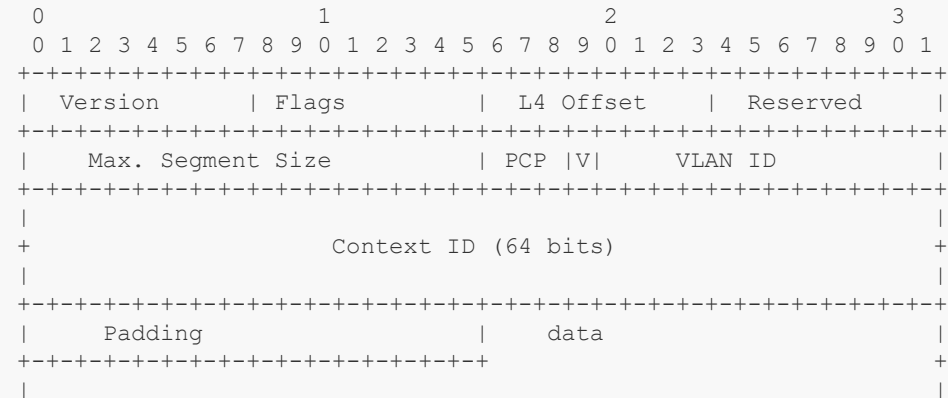 0                   1                   2                   3
 0 1 2 3 4 5 6 7 8 9 0 1 2 3 4 5 6 7 8 9 0 1 2 3 4 5 6 7 8 9 0 1
+-+-+-+-+-+-+-+-+-+-+-+-+-+-+-+-+-+-+-+-+-+-+-+-+-+-+-+-+-+-+-+-+
|  Version      | Flags         |  L4 Offset    |  Reserved     |
+-+-+-+-+-+-+-+-+-+-+-+-+-+-+-+-+-+-+-+-+-+-+-+-+-+-+-+-+-+-+-+-+
|    Max. Segment Size          | PCP |V|     VLAN ID           |
+-+-+-+-+-+-+-+-+-+-+-+-+-+-+-+-+-+-+-+-+-+-+-+-+-+-+-+-+-+-+-+-+
|                                                               |
+                     Context ID (64 bits)                      +
|                                                               |
+-+-+-+-+-+-+-+-+-+-+-+-+-+-+-+-+-+-+-+-+-+-+-+-+-+-+-+-+-+-+-+-+
|     Padding                   |    data                       |
+-+-+-+-+-+-+-+-+-+-+-+-+-+-+-+-+                               +
|                                                               |